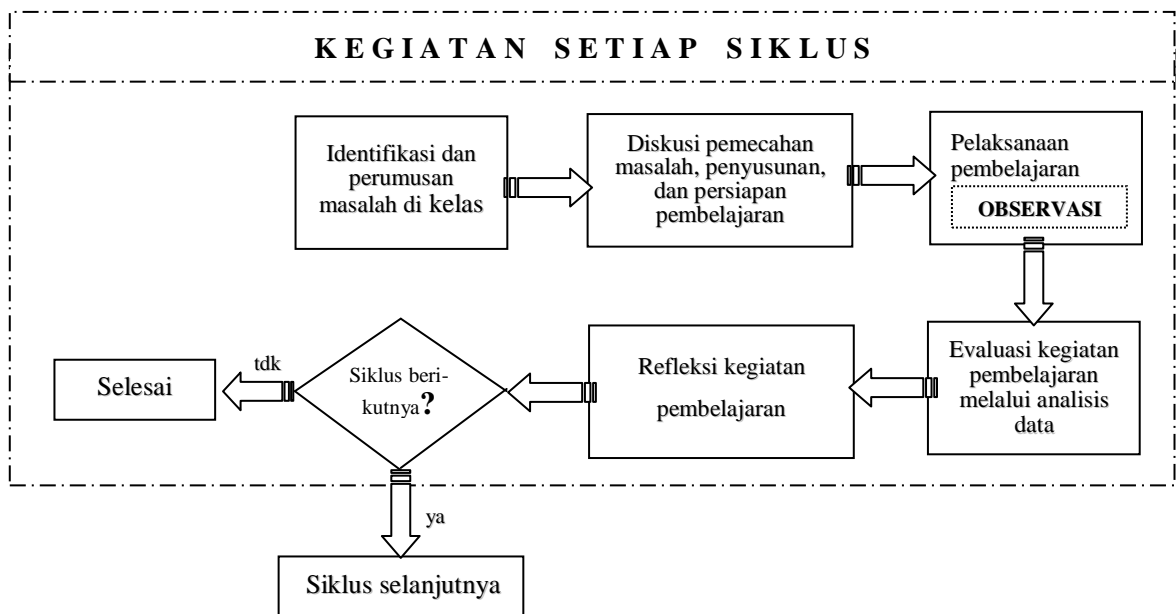 KEGIATAN SETIAP SIKLUS
Identifikasi dan
perumusan
masalah di kelas
Diskusi pemecahan
masalah, penyusunan,
dan persiapan
pembelajaran
Pelaksanaan
pembelajaran
OBSERVASI
Evaluasi kegiatan
pembelajaran
melalui analisis
data
Refleksi kegiatan
pembelajaran
Siklus beri-
kutnya?
tdk
Selesai
ya
Siklus selanjutnya